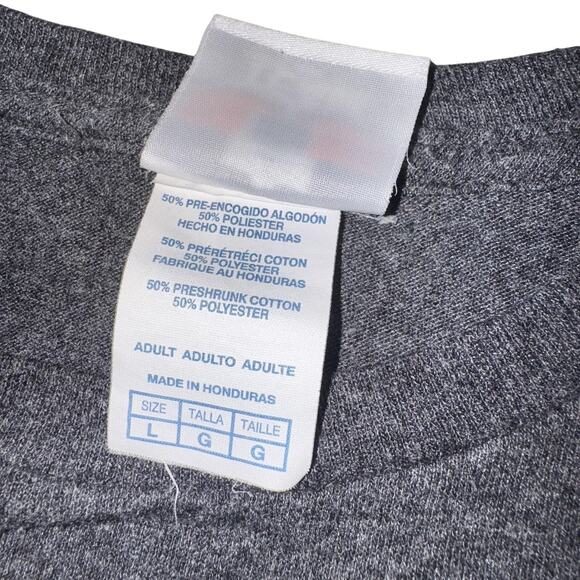 50% PRE-ENCOGIDO ALGODÓN
50% POLIESTER
HECHO EN HONDURAS
50% PRÉRÉTRÉCI COTON
50% POLYESTER
FABRIQUE AU HONDURAS
50% PRESHRUNK COTTON
50% POLYESTER
ADULT ADULTO ADULTE
MADE IN HONDURAS
SIZE TALLA TAILLE
L G G